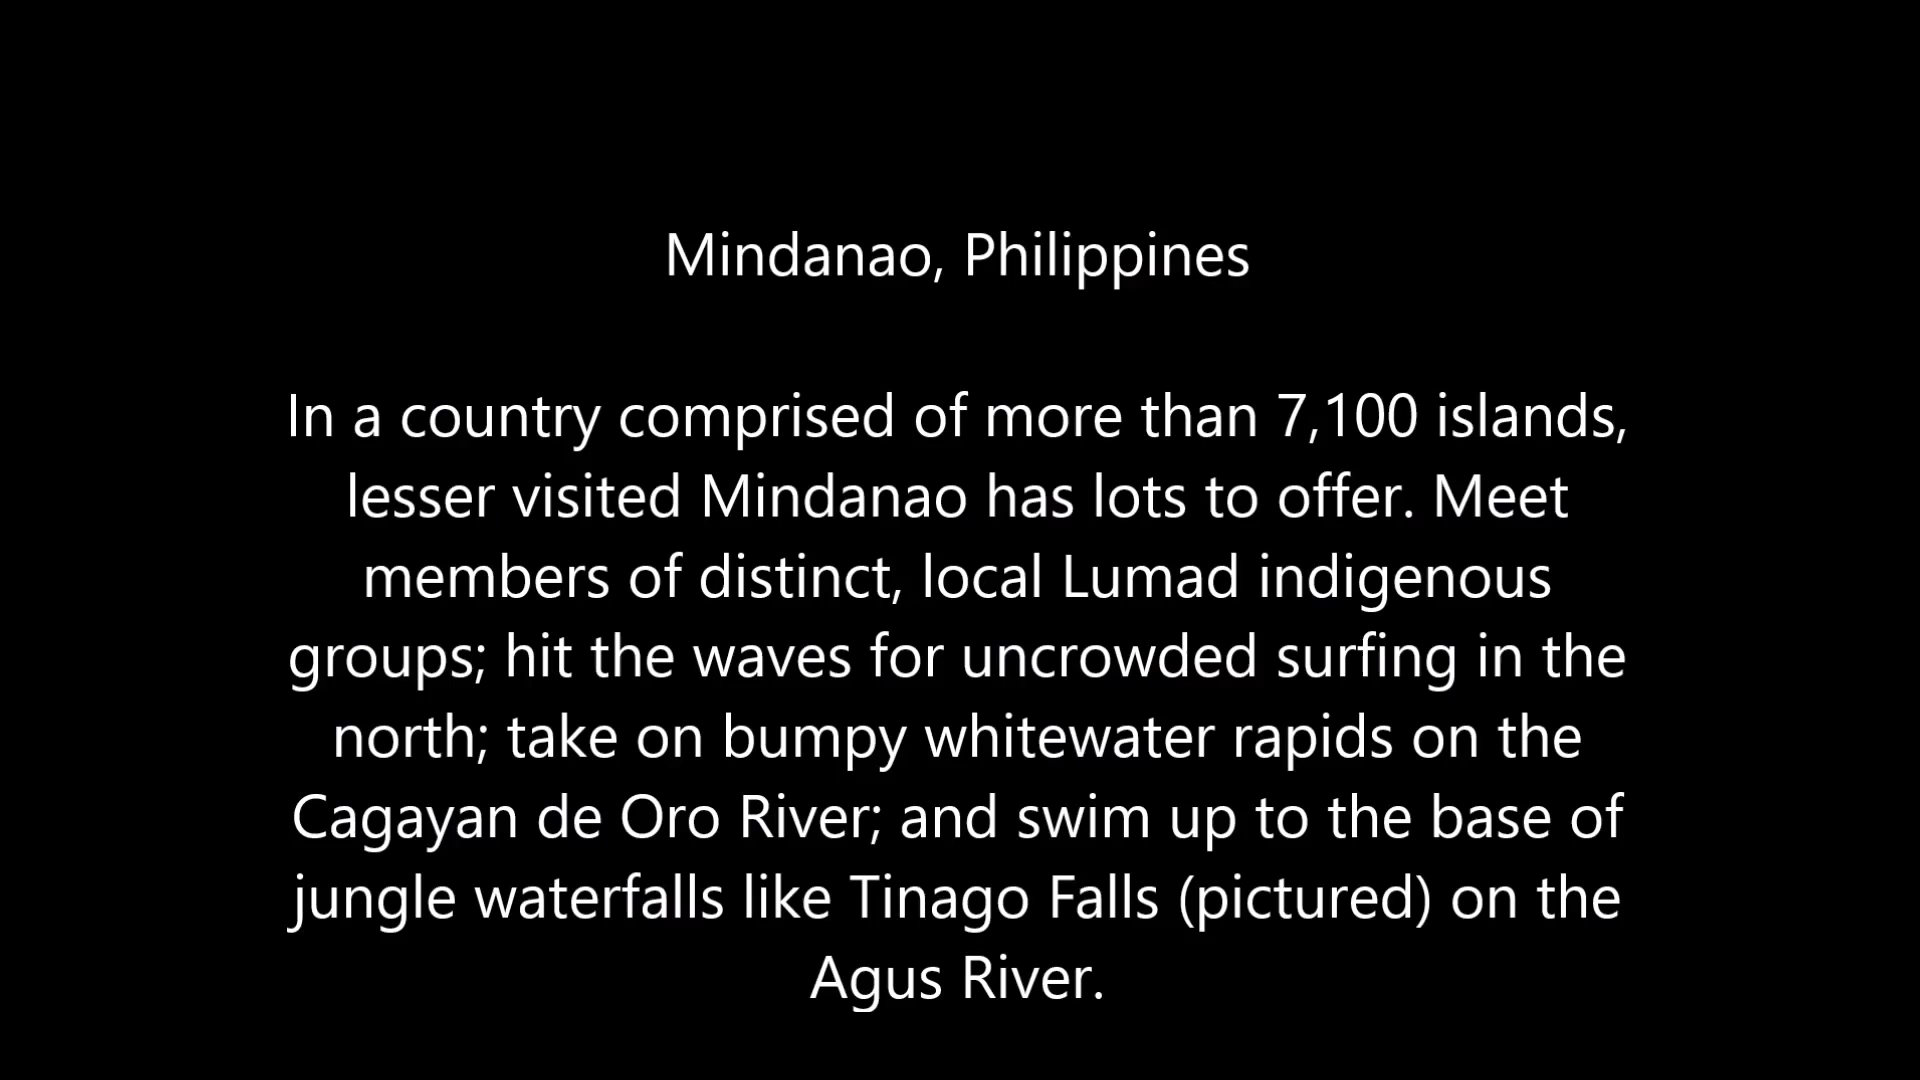 Mindanao, Philippines
In a country comprised of more than 7,100 islands,
lesser visited Mindanao has lots to offer. Meet
members of distinct, local Lumad indigenous
groups; hit the waves for uncrowded surfing in the
north; take on bumpy whitewater rapids on the
Cagayan de Oro River; and swim up to the base of
jungle waterfalls like Tinago Falls (pictured) on the
Agus River.